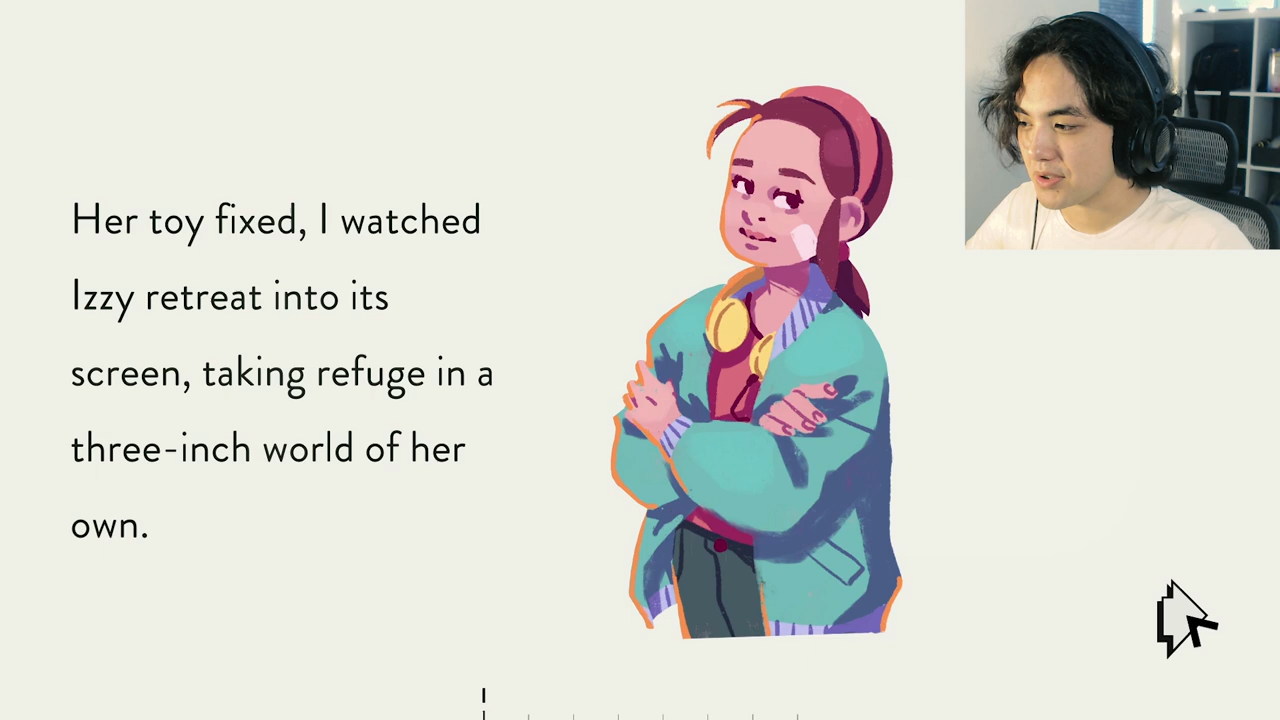 Her toy fixed, I watched
Izzy retreat into its
screen, taking refuge in a
three-inch world of her
own.